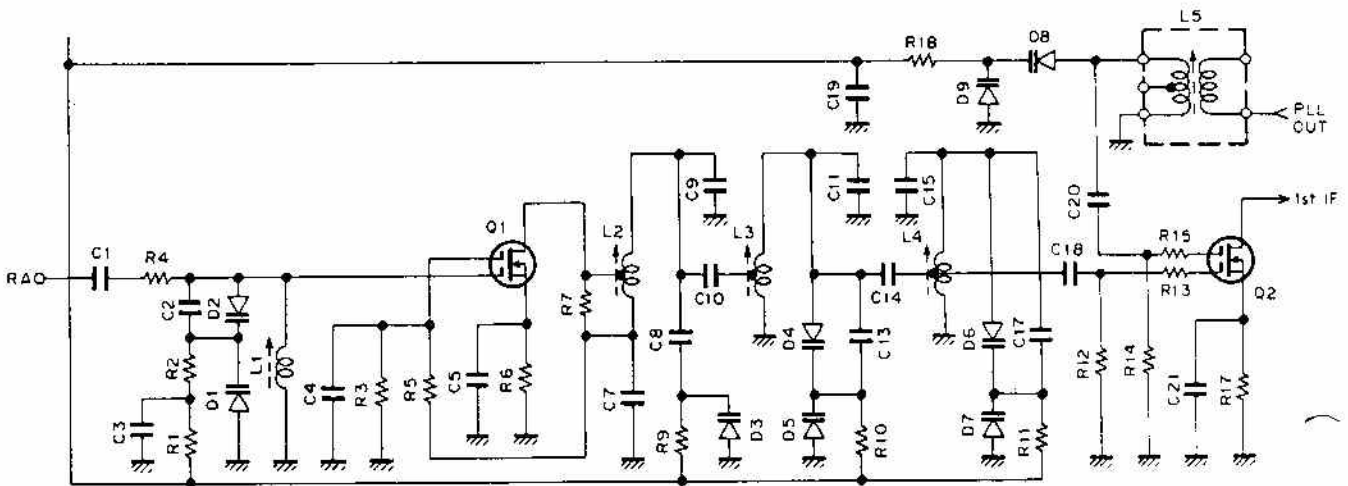 L5
R18
D8
C19
D9
PLL OUT
C9
C11
C15
C20
1st IF
Q1
L2
L3
L4
C18
R15
R13
Q2
RA
C1
R4
C2
D2
R7
C10
C14
C8
D4
C13
D6
C17
R2
L1
C4
R3
R5
C5
R6
C7
R12
R14
C21
R17
C3
R1
D1
R9
D3
D5
R10
D7
R11